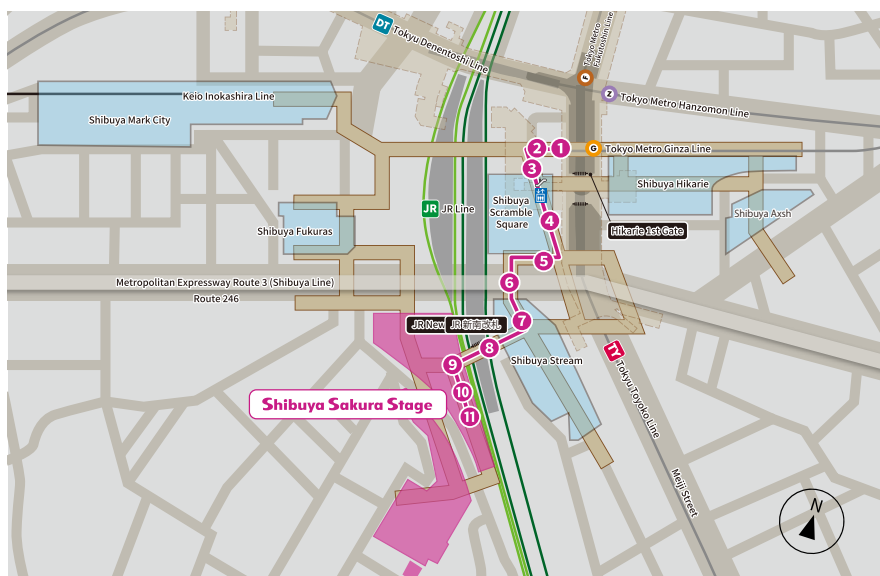 DT
Tokyu Denentoshi Line
Tokyo Metro
Fukutoshin Line
F
Z
Tokyo Metro Hanzomon Line
Keio Inokashira Line
Shibuya Mark City
2
1
G
Tokyo Metro Ginza Line
3
Shibuya Hikarie
JR
JR Line
Shibuya
Scramble
Square
4
Shibuya Axsh
Shibuya Fukuras
Hikarie 1st Gate
5
Metropolitan Expressway Route 3 (Shibuya Line)
6
Route 246
JR New
JR 新南改札
7
8
TY
Tokyu Toyoko Line
Shibuya Stream
9
10
Shibuya Sakura Stage
11
Meiji Street
N